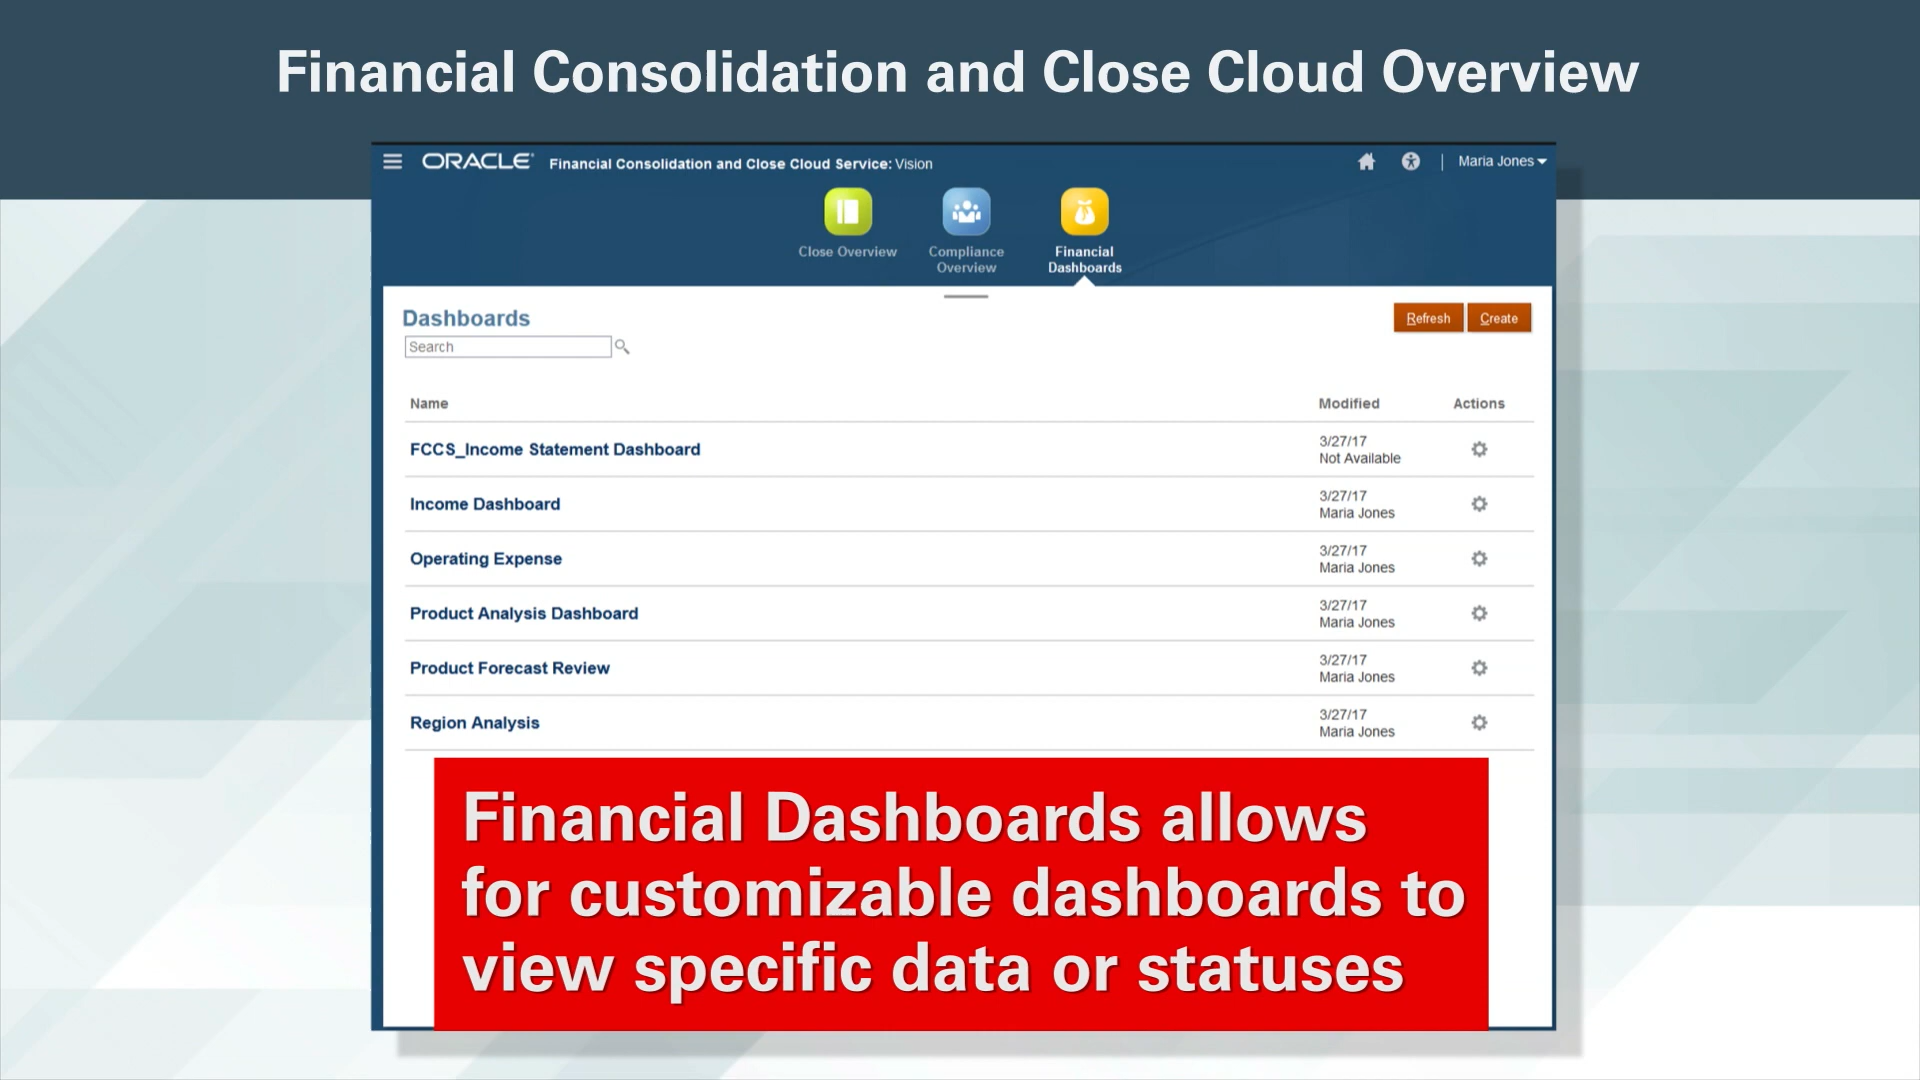 Financial Consolidation and Close Cloud Overview
ORACLE Financial Consolidation and Close Cloud Service: Vision
Maria Jones
Close Overview
Compliance
Overview
Financial
Dashboards
Dashboards
Refresh
Create
Search
Name Modified Actions
FCCS_Income Statement Dashboard
3/27/17
Not Available
Income Dashboard
3/27/17
Maria Jones
Operating Expense
3/27/17
Maria Jones
Product Analysis Dashboard
3/27/17
Maria Jones
Product Forecast Review
3/27/17
Maria Jones
Region Analysis
3/27/17
Maria Jones
Financial Dashboards allows
for customizable dashboards to
view specific data or statuses